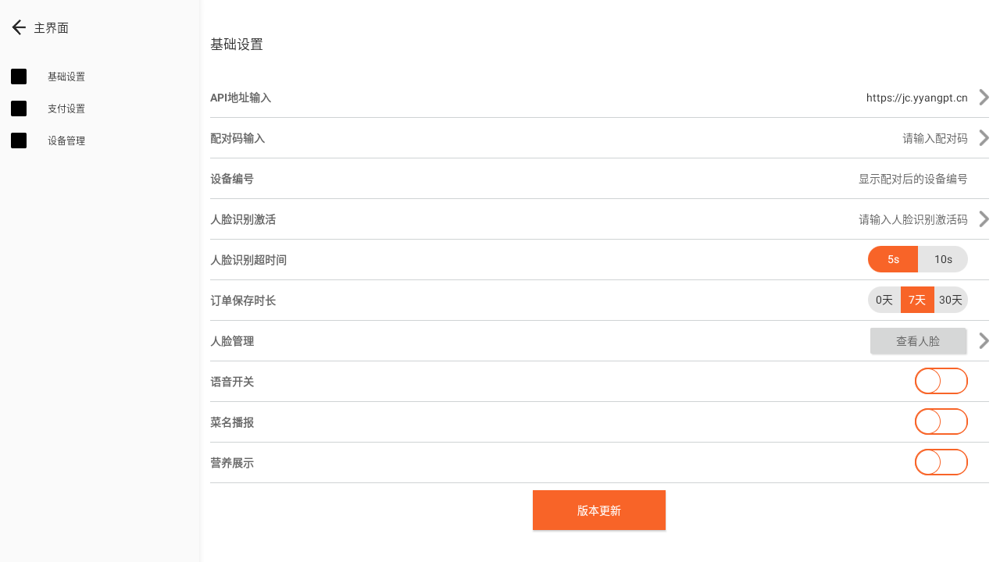 主界面
基础设置
支付设置
设备管理
基础设置
API地址输入 https://jc.yyangpt.cn
配对码输入 请输入配对码
设备编号 显示配对后的设备编号
人脸识别激活 请输入人脸识别激活码
人脸识别超时间 5s 10s
订单保存时长 0天 7天 30天
人脸管理 查看人脸
语音开关
菜名播报
营养展示
版本更新